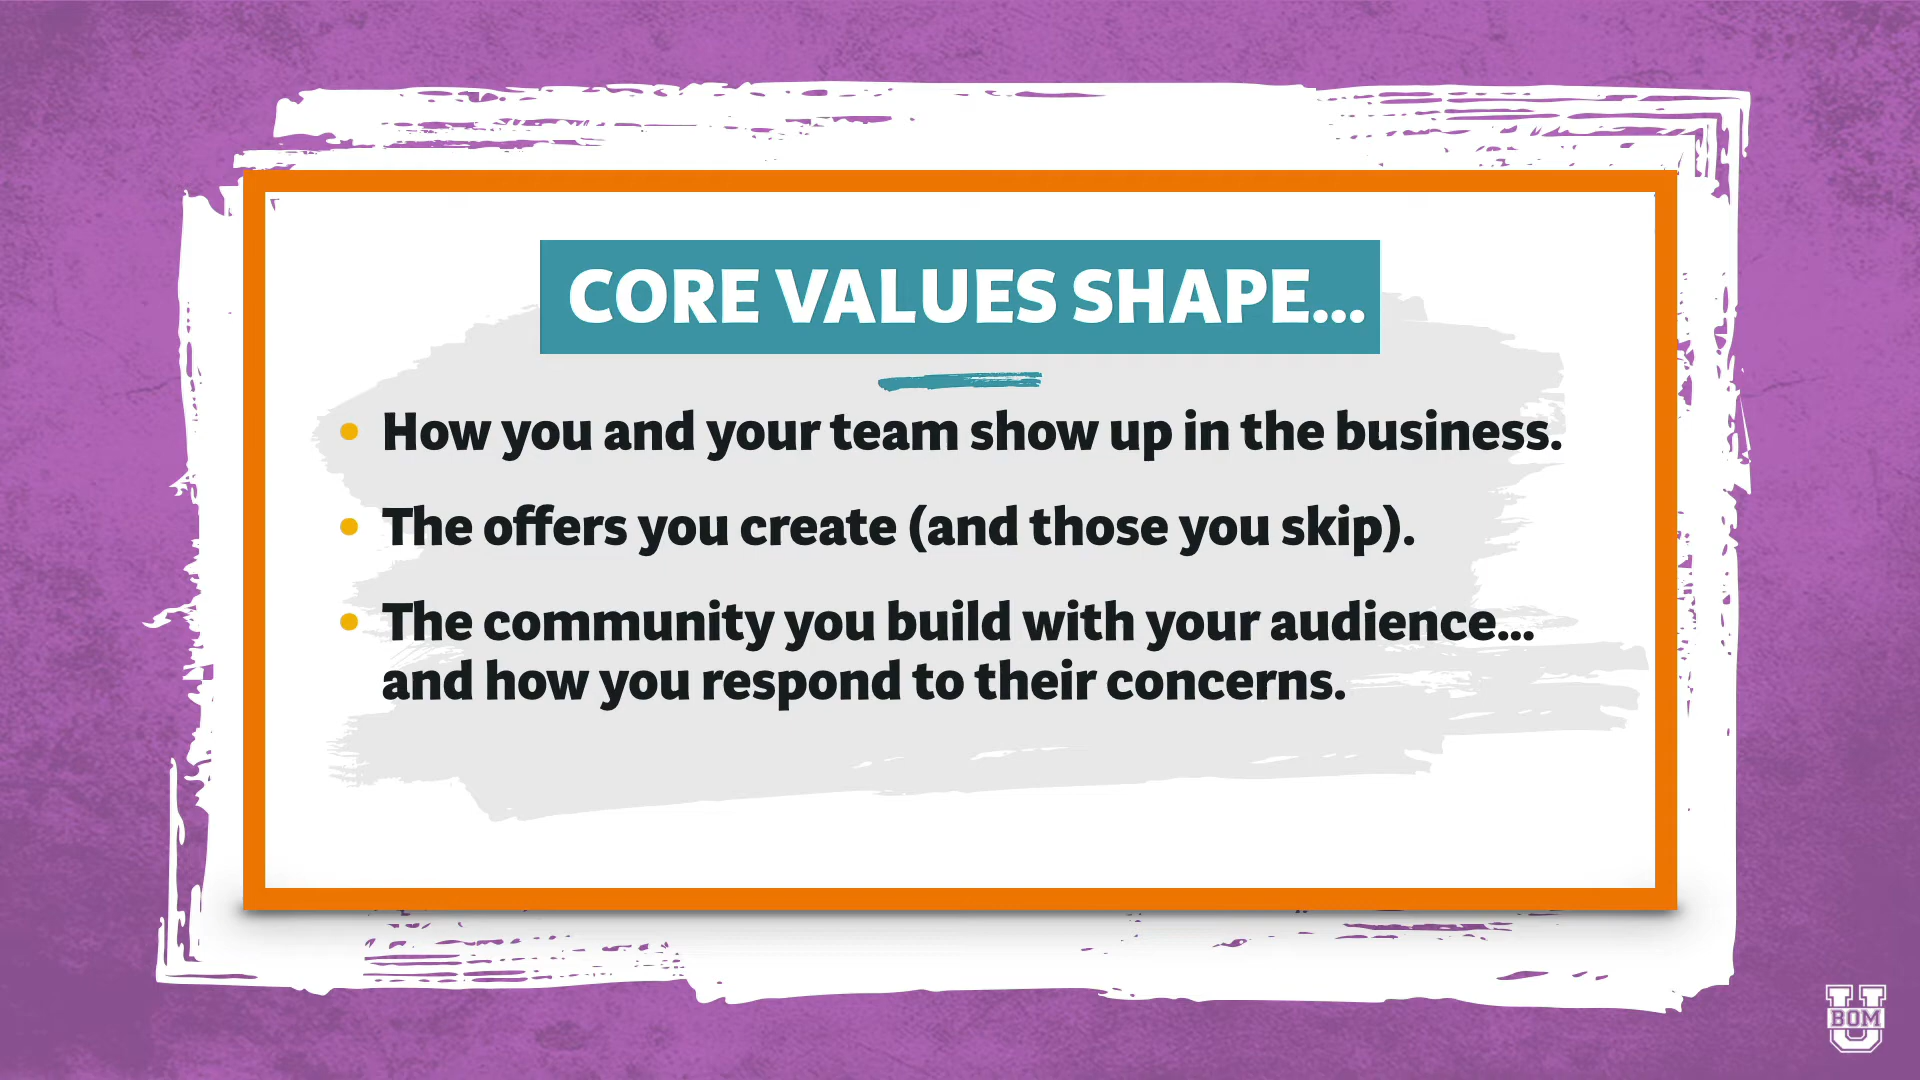 CORE VALUES SHAPE...
• How you and your team show up in the business.
• The offers you create (and those you skip).
• The community you build with your audience...
and how you respond to their concerns.
U
BOM